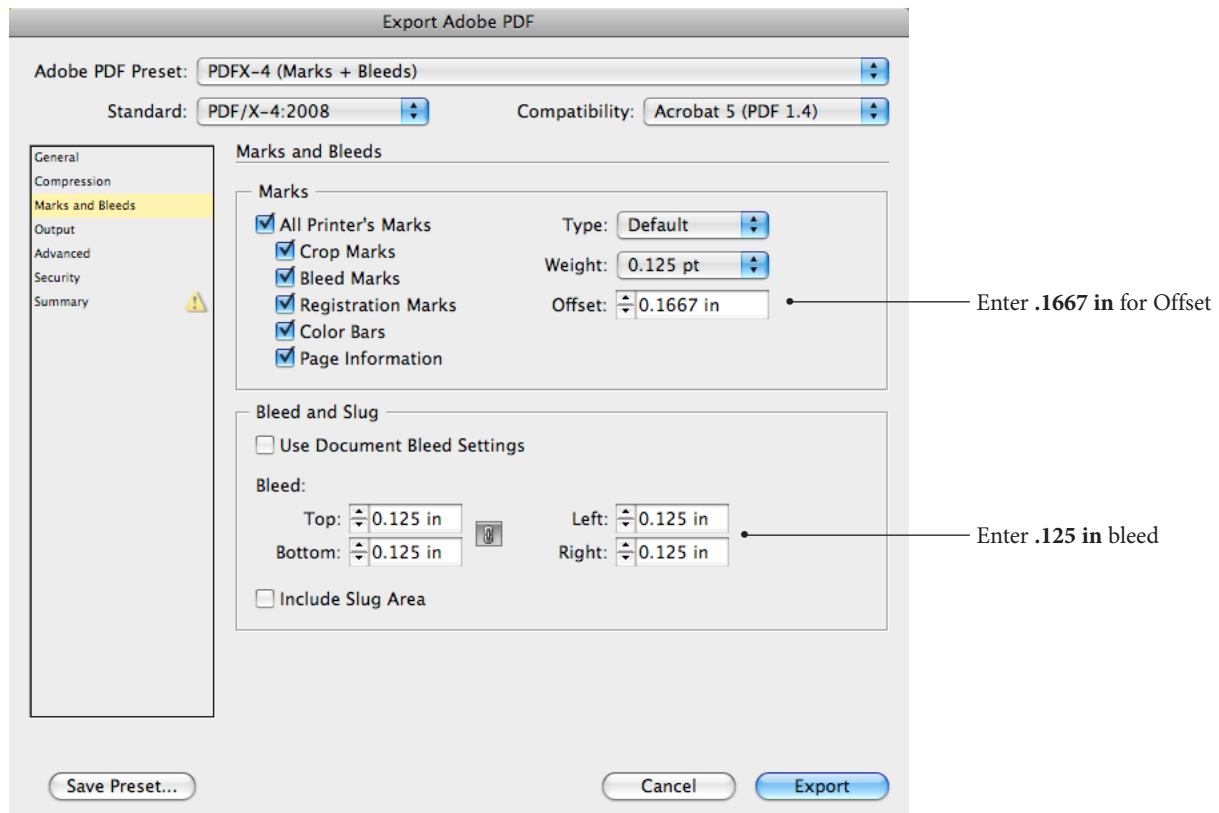 Export Adobe PDF
Adobe PDF Preset: PDFX-4 (Marks + Bleeds)
Standard: PDF/X-4:2008 Compatibility: Acrobat 5 (PDF 1.4)
General
Compression
Marks and Bleeds
Output
Advanced
Security
Summary
Marks and Bleeds
Marks
All Printer's Marks
Crop Marks
Bleed Marks
Registration Marks
Color Bars
Page Information
Type: Default
Weight: 0.125 pt
Offset: 0.1667 in
Enter .1667 in for Offset
Bleed and Slug
Use Document Bleed Settings
Bleed:
Top: 0.125 in Left: 0.125 in
Bottom: 0.125 in Right: 0.125 in
Enter .125 in bleed
Include Slug Area
Save Preset... Cancel Export